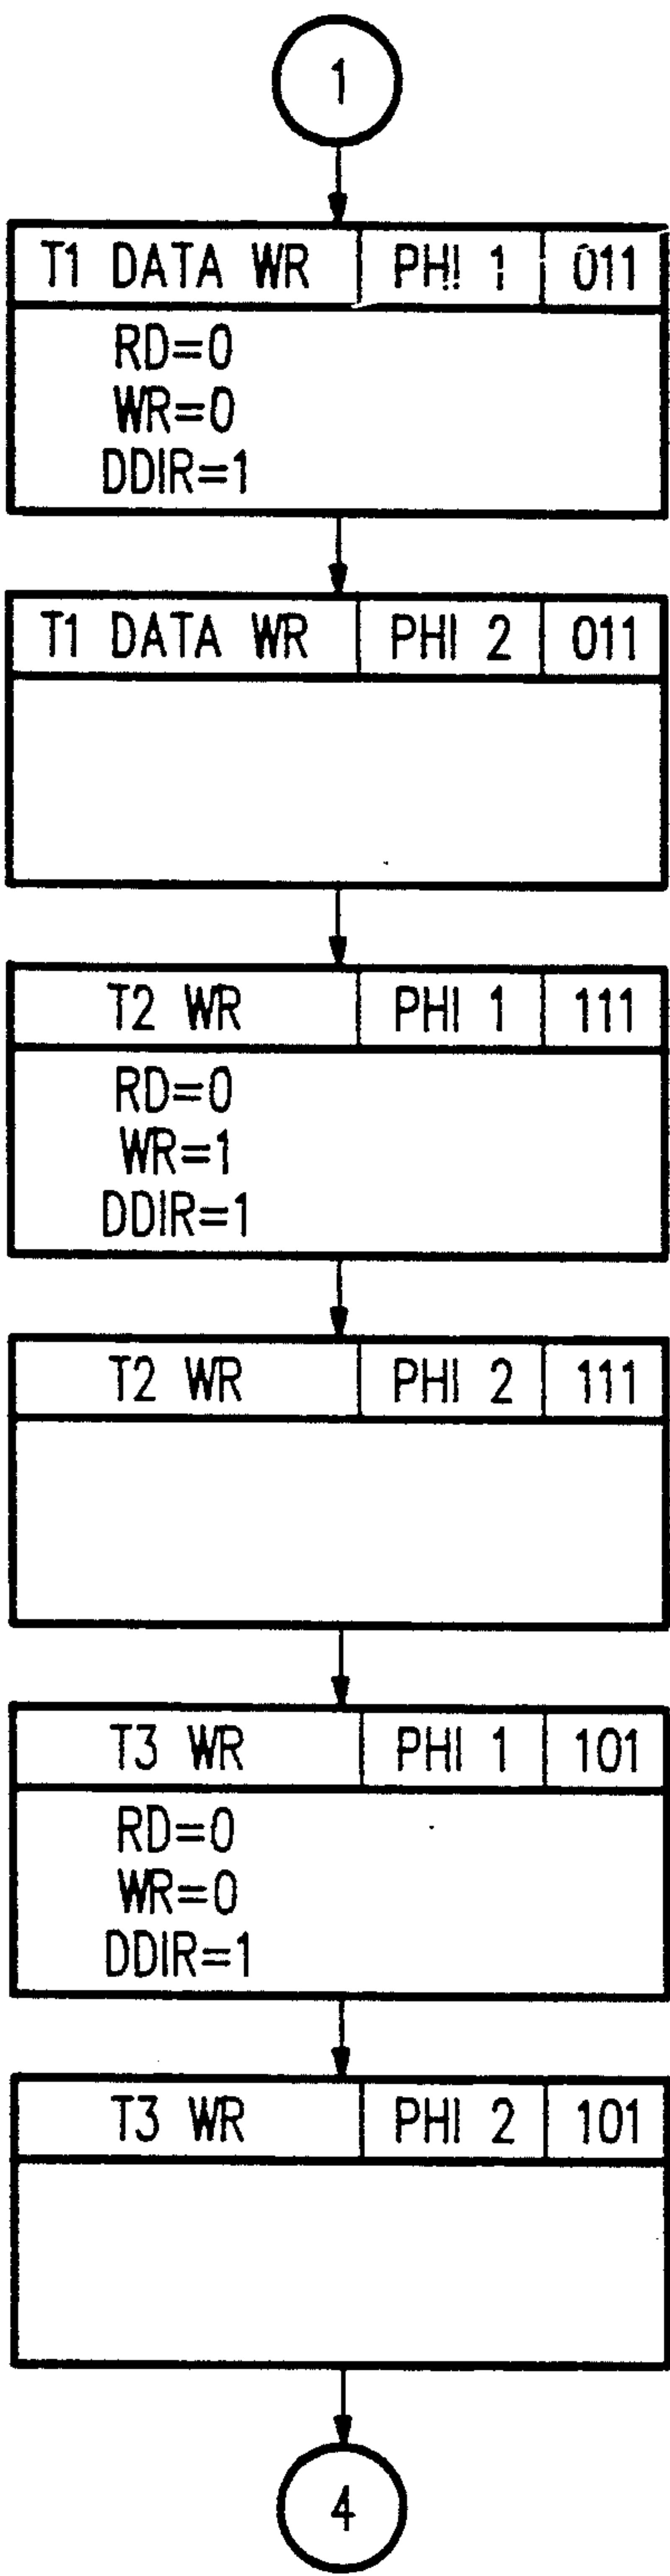 1
T1 DATA WR PHI 1 011
RD=0
WR=0
DDIR=1
T1 DATA WR PHI 2 011
T2 WR PHI 1 111
RD=0
WR=1
DDIR=1
T2 WR PHI 2 111
T3 WR PHI 1 101
RD=0
WR=0
DDIR=1
T3 WR PHI 2 101
4